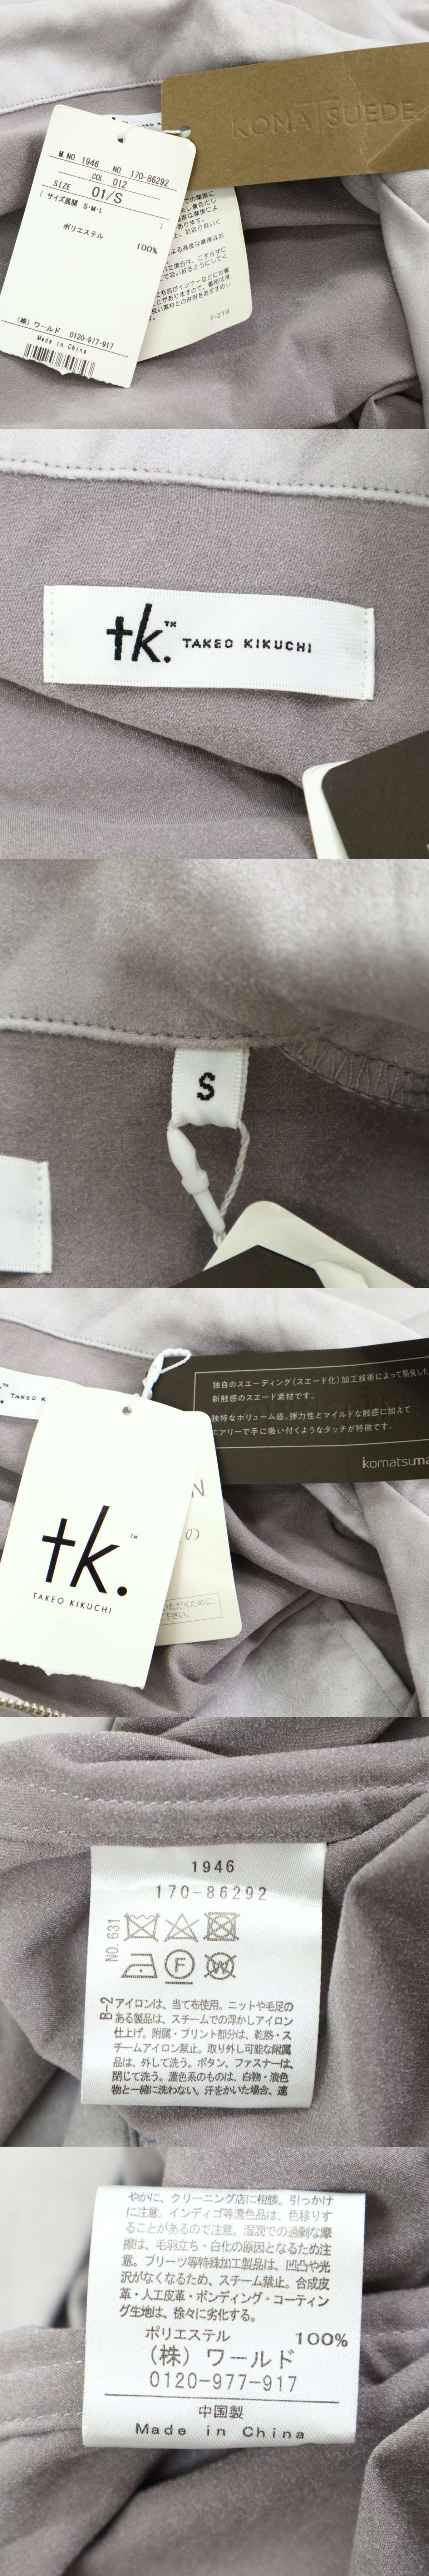 KOMATSUEDE
M.NO 1946 NO. 170-86292
COL 012
SIZE 01/S
( サイズ展開 S-M-L )
ポリエステル 100%
(株) ワールド 0120-977-917
Made in China
F-219
tk.™ TAKEO KIKUCHI
S
独自のスエーディング(スエード化)加工技術によって開発した
新触感のスエード素材です。
独特なボリューム感、弾力性とマイルドな触感に加えて
エアリーで手に吸い付くようなタッチが特徴です。
komatsuma
TAKEO K
tk.™
TAKEO KIKUCHI
N
の
いただくために、
下さい。
1946
170-86292
NO.631
F
W
B-2
アイロンは、当て布使用。ニットや毛足の
ある製品は、スチームでの浮かしアイロン
仕上げ。附属・プリント部分は、乾熱・ス
チームアイロン禁止。取り外し可能な附属
品は、外して洗う。ボタン、ファスナーは、
閉じて洗う。濃色系のものは、白物・淡色
物と一緒に洗わない。汗をかいた場合、速
やかに、クリーニング店に相談。引っかけ
に注意。インディゴ等濃色品は、色移りす
ることがあるので注意。湿潤での過剰な摩
擦は、毛羽立ち・白化の原因となるため注
意。プリーツ等特殊加工製品は、凹凸や光
沢がなくなるため、スチーム禁止。合成皮
革・人工皮革・ボンディング・コーティン
グ生地は、徐々に劣化する。
ポリエステル 100%
(株) ワールド
0120-977-917
中国製
Made in China